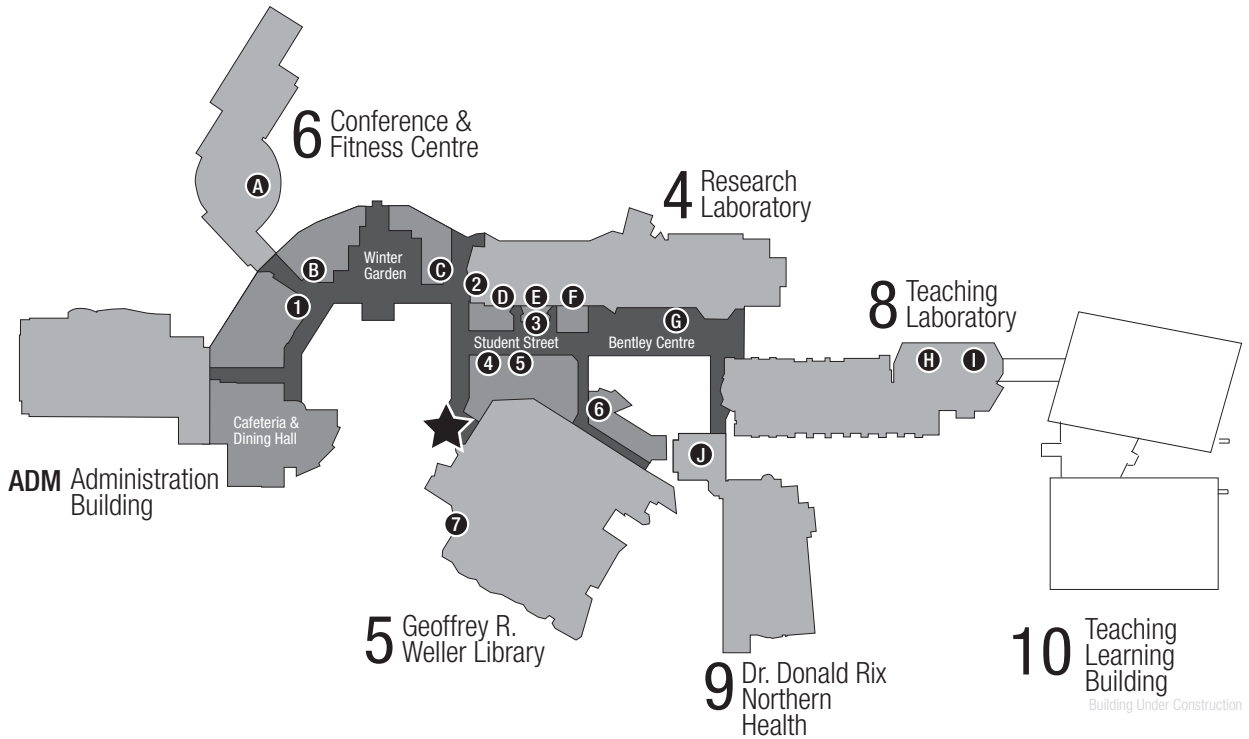 6 Conference &
Fitness Centre
A
4 Research
Laboratory
B
Winter
Garden
C
2
D
E
F
1
3
G
Student Street
Bentley Centre
8 Teaching
Laboratory
H
I
4
5
6
Cafeteria &
Dining Hall
J
ADM Administration
Building
7
5 Geoffrey R.
Weller Library
9 Dr. Donald Rix
Northern
Health
10 Teaching
Learning
Building
Building Under Construction